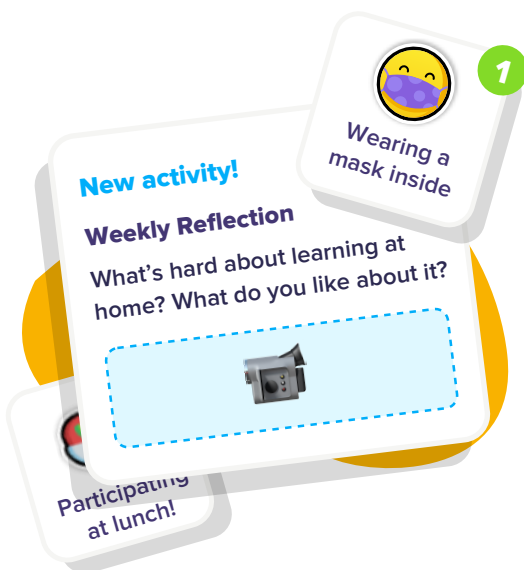 1
Wearing a
mask inside
New activity!
Weekly Reflection
What's hard about learning at
home? What do you like about it?
Participating
at lunch!